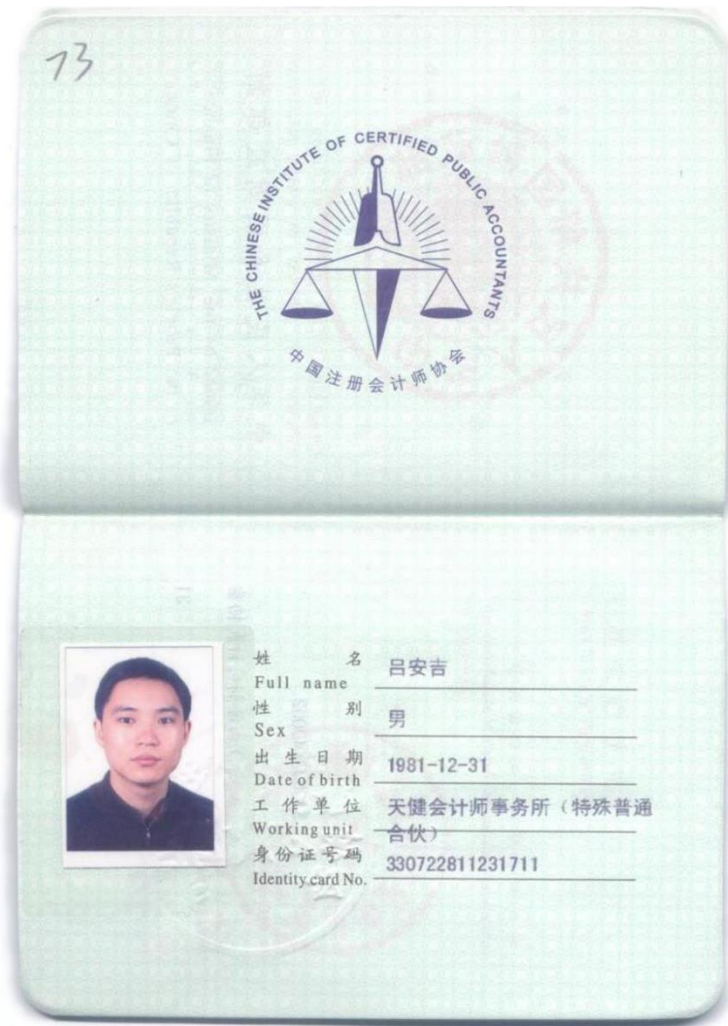 73
THE CHINESE INSTITUTE OF CERTIFIED PUBLIC ACCOUNTANTS
中国注册会计师协会
姓 名 吕安吉
Full name
性 别 男
Sex
出生日期 1981-12-31
Date of birth
工作单位 天健会计师事务所（特殊普通
Working unit 合伙）
身份证号码 330722811231711
Identity card No.